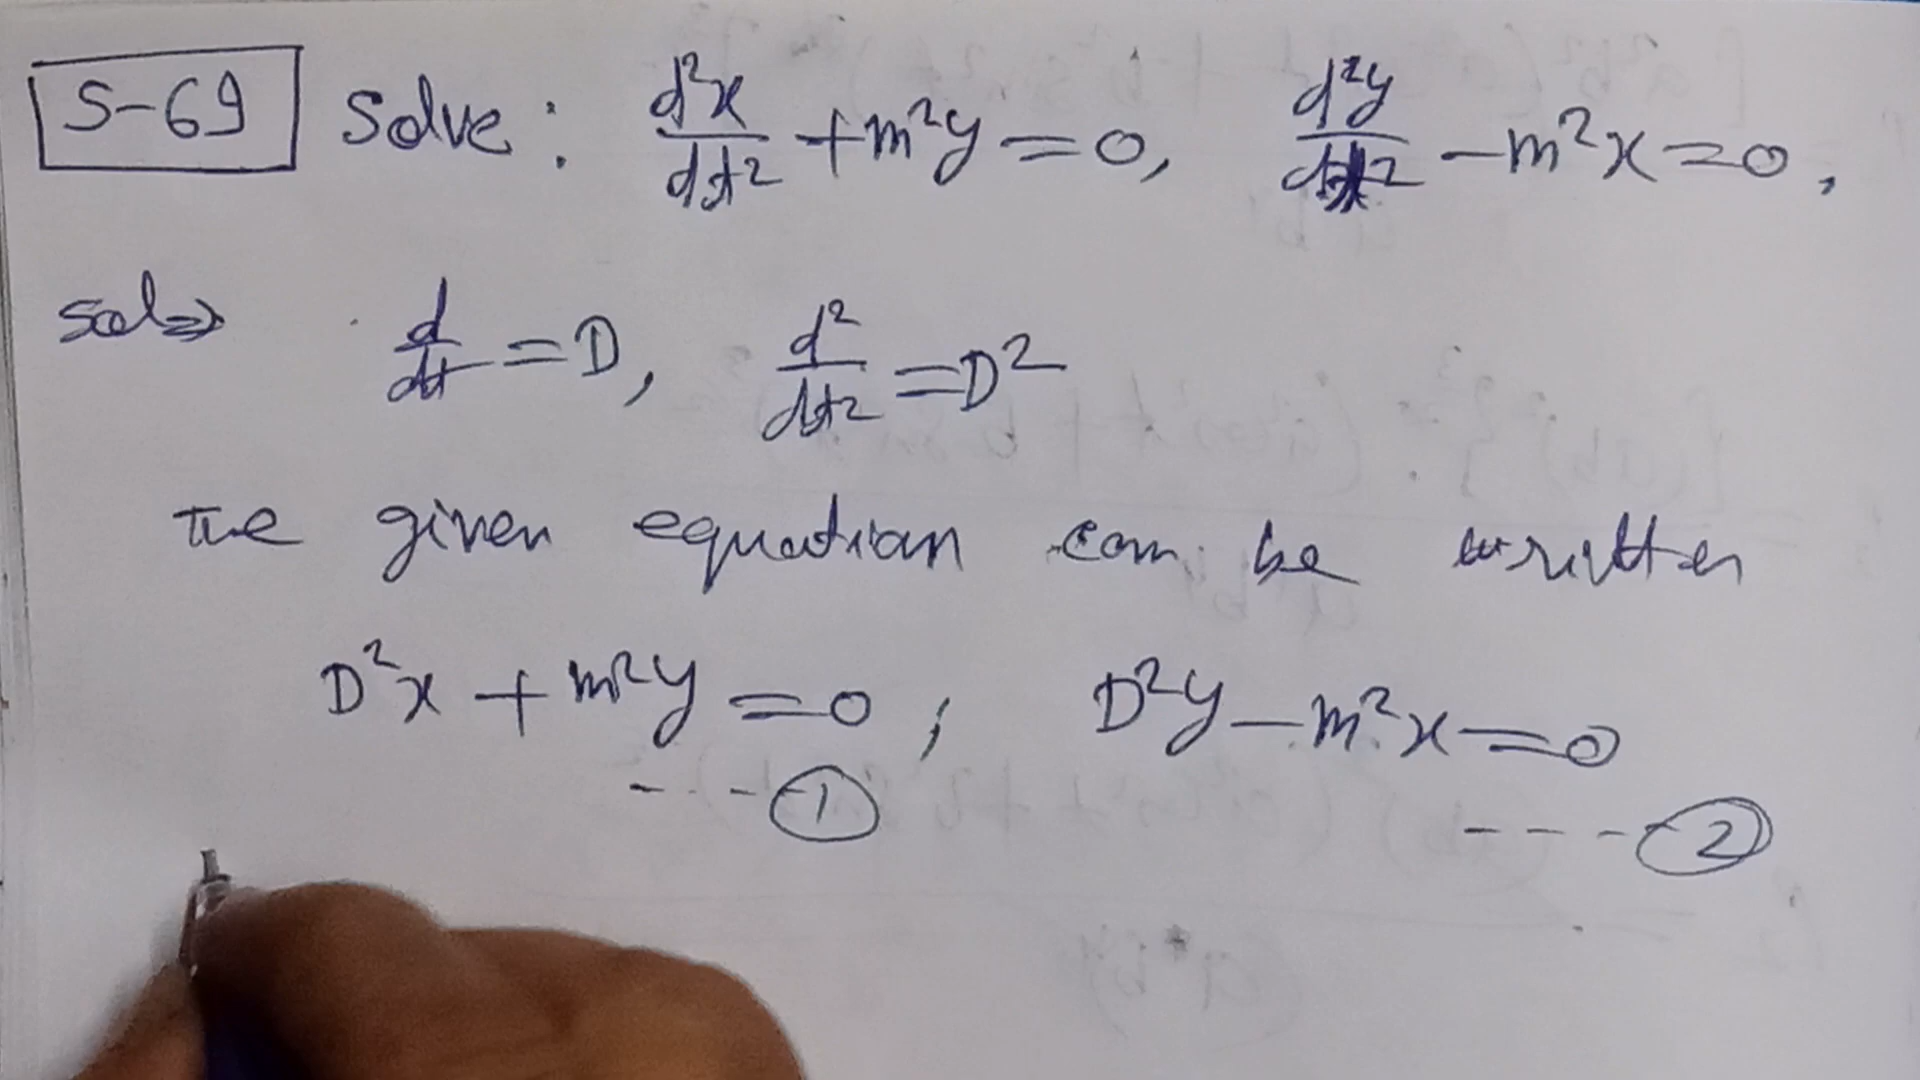 S-69 Solve: d²x/dt² + m²y = 0, d²y/dt² - m²x = 0,
sol⇒ d/dt = D, d²/dt² = D²
The given equation can be written
D²x + m²y = 0 ; D²y - m²x = 0
- - - ① - - - - ②